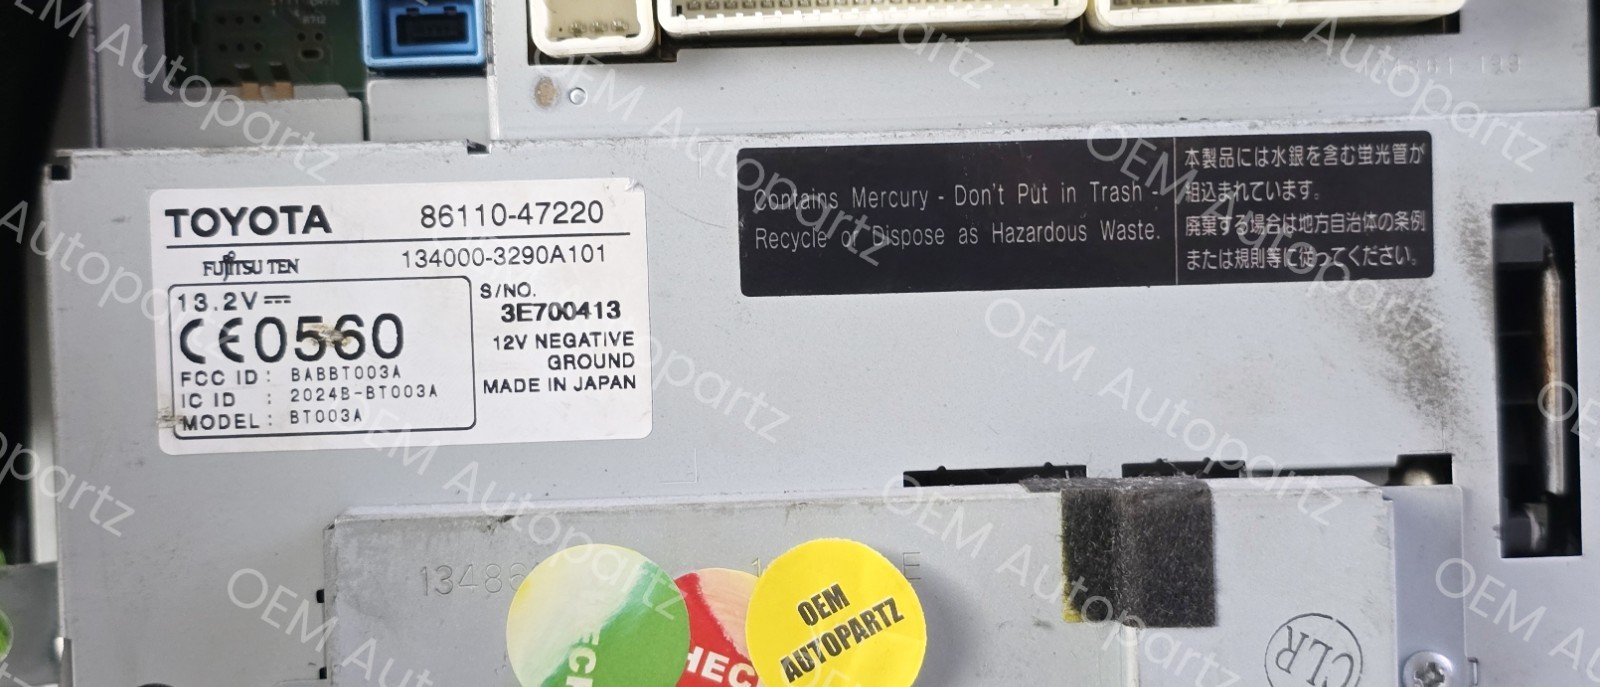 TOYOTA 86110-47220
FUJITSU TEN 134000-3290A101
13.2V
CE0560
FCC ID : BABBT003A
IC ID : 2024B-BT003A
MODEL : BT003A
S/NO.
3E700413
12V NEGATIVE
GROUND
MADE IN JAPAN
Contains Mercury - Don't Put in Trash -
Recycle or Dispose as Hazardous Waste.
本製品には水銀を含む蛍光管が
組込まれています。
廃棄する場合は地方自治体の条例
または規則等に従ってください。
OEM
AUTOPARTZ
CLR
OEM Autopartz